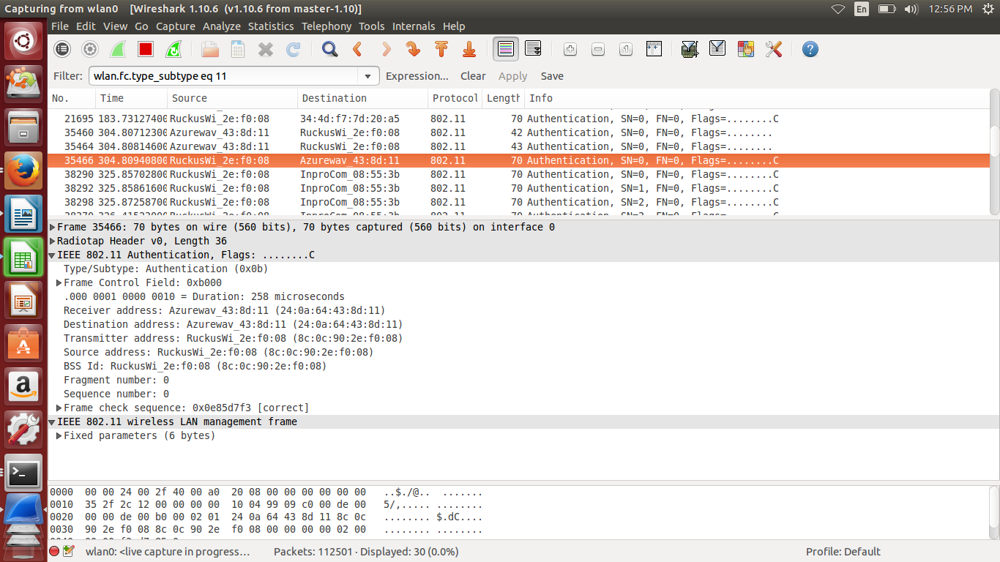 Capturing from wlan0 [Wireshark 1.10.6 (v1.10.6 from master-1.10)]
En
12:56 PM
File Edit View Go Capture Analyze Statistics Telephony Tools Internals Help
Filter: wlan.fc.type_subtype eq 11 Expression... Clear Apply Save
No. Time Source Destination Protocol Length Info
21695 183.73127400 RuckusWi_2e:f0:08 34:4d:f7:7d:20:a5 802.11 70 Authentication, SN=0, FN=0, Flags=........C
35460 304.80712300 Azurewav_43:8d:11 RuckusWi_2e:f0:08 802.11 42 Authentication, SN=0, FN=0, Flags=........
35464 304.80814600 Azurewav_43:8d:11 RuckusWi_2e:f0:08 802.11 43 Authentication, SN=0, FN=0, Flags=........
35466 304.80940800 RuckusWi_2e:f0:08 Azurewav_43:8d:11 802.11 70 Authentication, SN=0, FN=0, Flags=........C
38290 325.85702800 RuckusWi_2e:f0:08 InproCom_08:55:3b 802.11 70 Authentication, SN=0, FN=0, Flags=........C
38292 325.85861600 RuckusWi_2e:f0:08 InproCom_08:55:3b 802.11 70 Authentication, SN=1, FN=0, Flags=........C
38298 325.87258700 RuckusWi_2e:f0:08 InproCom_08:55:3b 802.11 70 Authentication, SN=2, FN=0, Flags=........C
Frame 35466: 70 bytes on wire (560 bits), 70 bytes captured (560 bits) on interface 0
Radiotap Header v0, Length 36
IEEE 802.11 Authentication, Flags: ........C
Type/Subtype: Authentication (0x0b)
Frame Control Field: 0xb000
.000 0001 0000 0010 = Duration: 258 microseconds
Receiver address: Azurewav_43:8d:11 (24:0a:64:43:8d:11)
Destination address: Azurewav_43:8d:11 (24:0a:64:43:8d:11)
Transmitter address: RuckusWi_2e:f0:08 (8c:0c:90:2e:f0:08)
Source address: RuckusWi_2e:f0:08 (8c:0c:90:2e:f0:08)
BSS Id: RuckusWi_2e:f0:08 (8c:0c:90:2e:f0:08)
Fragment number: 0
Sequence number: 0
Frame check sequence: 0x0e85d7f3 [correct]
IEEE 802.11 wireless LAN management frame
Fixed parameters (6 bytes)
0000 00 00 24 00 2f 40 00 a0 20 08 00 00 00 00 00 00 ..$./@.. .......
0010 35 2f 2c 12 00 00 00 00 10 04 99 09 c0 00 de 00 5/,..... ........
0020 00 00 de 00 b0 00 02 01 24 0a 64 43 8d 11 8c 0c ........ $.dC....
0030 90 2e f0 08 8c 0c 90 2e f0 08 00 00 00 00 02 00 ........ ........
wlan0: <live capture in progress... Packets: 112501 · Displayed: 30 (0.0%) Profile: Default